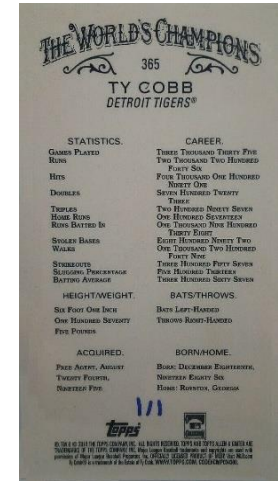 THE WORLD'S CHAMPIONS
365
TY COBB
DETROIT TIGERS®
STATISTICS. CAREER.
GAMES PLAYED THREE THOUSAND THIRTY FIVE
RUNS TWO THOUSAND TWO HUNDRED
FORTY SIX
HITS FOUR THOUSAND ONE HUNDRED
NINETY ONE
DOUBLES SEVEN HUNDRED TWENTY
THREE
TRIPLES TWO HUNDRED NINETY SEVEN
HOME RUNS ONE HUNDRED SEVENTEEN
RUNS BATTED IN ONE THOUSAND NINE HUNDRED
THIRTY EIGHT
STOLEN BASES EIGHT HUNDRED NINETY TWO
WALKS ONE THOUSAND TWO HUNDRED
FORTY NINE
STRIKEOUTS THREE HUNDRED FIFTY SEVEN
SLUGGING PERCENTAGE FIVE HUNDRED THIRTEEN
BATTING AVERAGE THREE HUNDRED SIXTY SEVEN
HEIGHT/WEIGHT. BATS/THROWS.
SIX FOOT ONE INCH BATS LEFT-HANDED
ONE HUNDRED SEVENTY THROWS RIGHT-HANDED
FIVE POUNDS
ACQUIRED. BORN/HOME.
FREE AGENT, AUGUST BORN: DECEMBER EIGHTEENTH,
TWENTY FOURTH, NINETEEN EIGHTY SIX
NINETEEN FIVE HOME: ROYSTON, GEORGIA
1/1
Topps